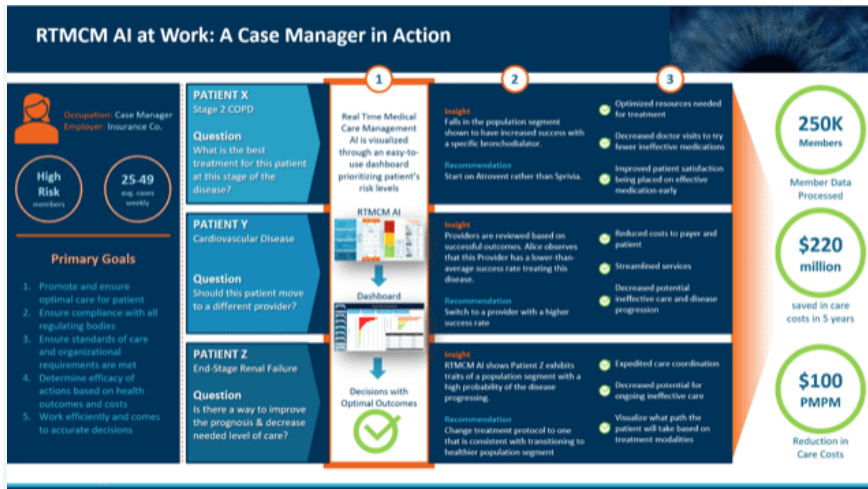 RTMCM AI at Work: A Case Manager in Action
Occupation: Case Manager
Employer: Insurance Co.
High
Risk
members
25-49
avg. cases
weekly
Primary Goals
1. Promote and ensure
optimal care for patient
2. Ensure compliance with all
regulating bodies
3. Ensure standards of care
and organizational
requirements are met
4. Determine efficacy of
actions based on health
outcomes and costs
5. Work efficiently and comes
to accurate decisions
PATIENT X
Stage 2 COPD
Question
What is the best
treatment for this patient
at this stage of the
disease?
PATIENT Y
Cardiovascular Disease
Question
Should this patient move
to a different provider?
PATIENT Z
End-Stage Renal Failure
Question
Is there a way to improve
the prognosis & decrease
needed level of care?
1
Real Time Medical
Care Management
AI is visualized
through an easy-to-
use dashboard
prioritizing patient's
risk levels
RTMCM AI
Dashboard
Decisions with
Optimal Outcomes
2
Insight
Falls in the population segment
shown to have increased success with
a specific bronchodialator.
Recommendation
Start on Atrovent rather than Sprivia.
Insight
Providers are reviewed based on
successful outcomes. Alice observes
that this Provider has a lower-than-
average success rate treating this
disease.
Recommendation
Switch to a provider with a higher
success rate
Insight
RTMCM AI shows Patient Z exhibits
traits of a population segment with a
high probability of the disease
progressing.
Recommendation
Change treatment protocol to one
that is consistent with transitioning to
healthier population segment
3
Optimized resources needed
for treatment
Decreased doctor visits to try
fewer ineffective medications
Improved patient satisfaction
being placed on effective
medication early
Reduced costs to payer and
patient
Streamlined services
Decreased potential
ineffective care and disease
progression
Expedited care coordination
Decreased potential for
ongoing ineffective care
Visualize what path the
patient will take based on
treatment modalities
250K
Members
Member Data
Processed
$220
million
saved in care
costs in 5 years
$100
PMPM
Reduction in
Care Costs